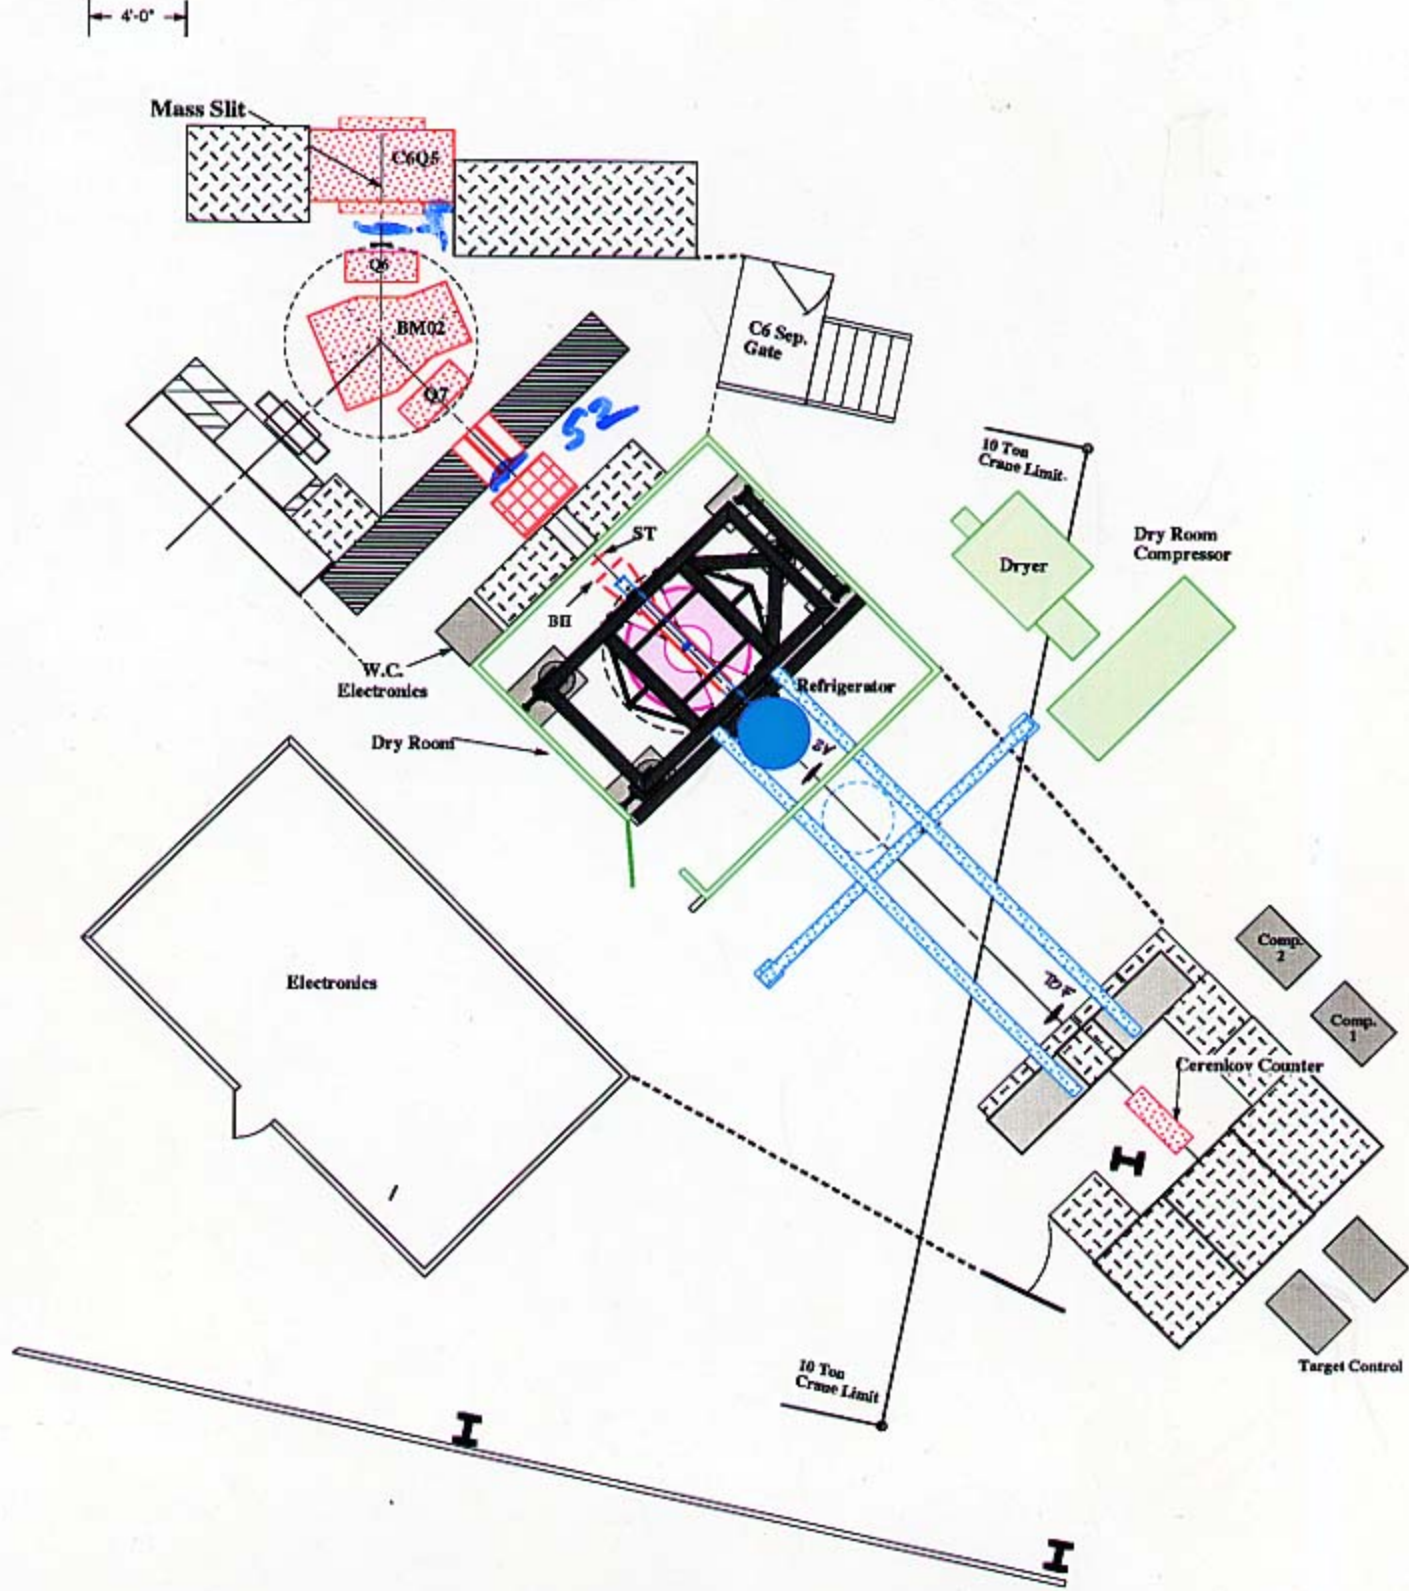 4'-0"
Mass Slit
C6Q5
Q6
BM02
C6 Sep.
Gate
Q7
S2
10 Ton
Crane Limit
ST
Dryer
Dry Room
Compressor
BH
W.C.
Electronics
Refrigerator
Dry Room
BV
Electronics
Comp.
2
TOF
Comp.
1
Cerenkov Counter
10 Ton
Crane Limit
Target Control